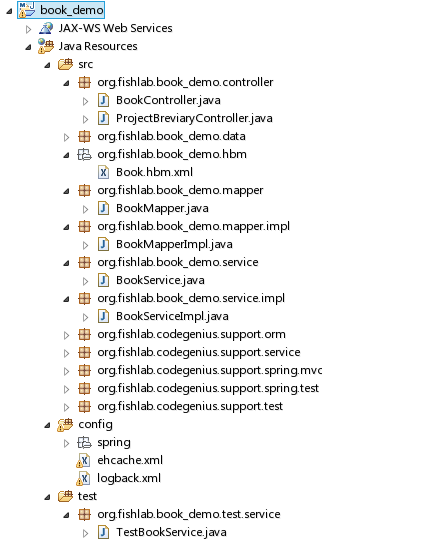 book_demo
JAX-WS Web Services
Java Resources
src
org.fishlab.book_demo.controller
BookController.java
ProjectBreviaryController.java
org.fishlab.book_demo.data
org.fishlab.book_demo.hbm
Book.hbm.xml
org.fishlab.book_demo.mapper
BookMapper.java
org.fishlab.book_demo.mapper.impl
BookMapperImpl.java
org.fishlab.book_demo.service
BookService.java
org.fishlab.book_demo.service.impl
BookServiceImpl.java
org.fishlab.codegenius.support.orm
org.fishlab.codegenius.support.service
org.fishlab.codegenius.support.spring.mvc
org.fishlab.codegenius.support.spring.test
org.fishlab.codegenius.support.test
config
spring
ehcache.xml
logback.xml
test
org.fishlab.book_demo.test.service
TestBookService.java